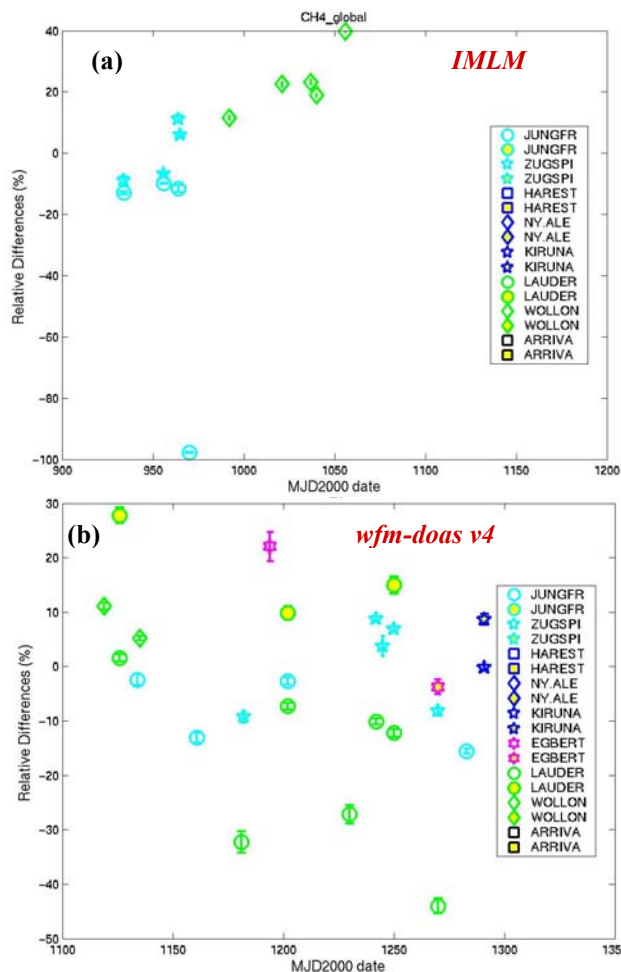 CH4_global
(a)
IMLM
40
20
0
-20
-40
-60
-80
-100
Relative Differences (%)
JUNGFR
JUNGFR
ZUGSPI
ZUGSPI
HAREST
HAREST
NY.ALE
NY.ALE
KIRUNA
KIRUNA
LAUDER
LAUDER
WOLLON
WOLLON
ARRIVA
ARRIVA
900 950 1000 1050 1100 1150 1200
MJD2000 date
(b)
wfm-doas v4
30
20
10
0
-10
-20
-30
-40
-50
Relative Differences (%)
JUNGFR
JUNGFR
ZUGSPI
ZUGSPI
HAREST
HAREST
NY.ALE
NY.ALE
KIRUNA
KIRUNA
EGBERT
EGBERT
LAUDER
LAUDER
WOLLON
WOLLON
ARRIVA
ARRIVA
1100 1150 1200 1250 1300 1350
MJD2000 date